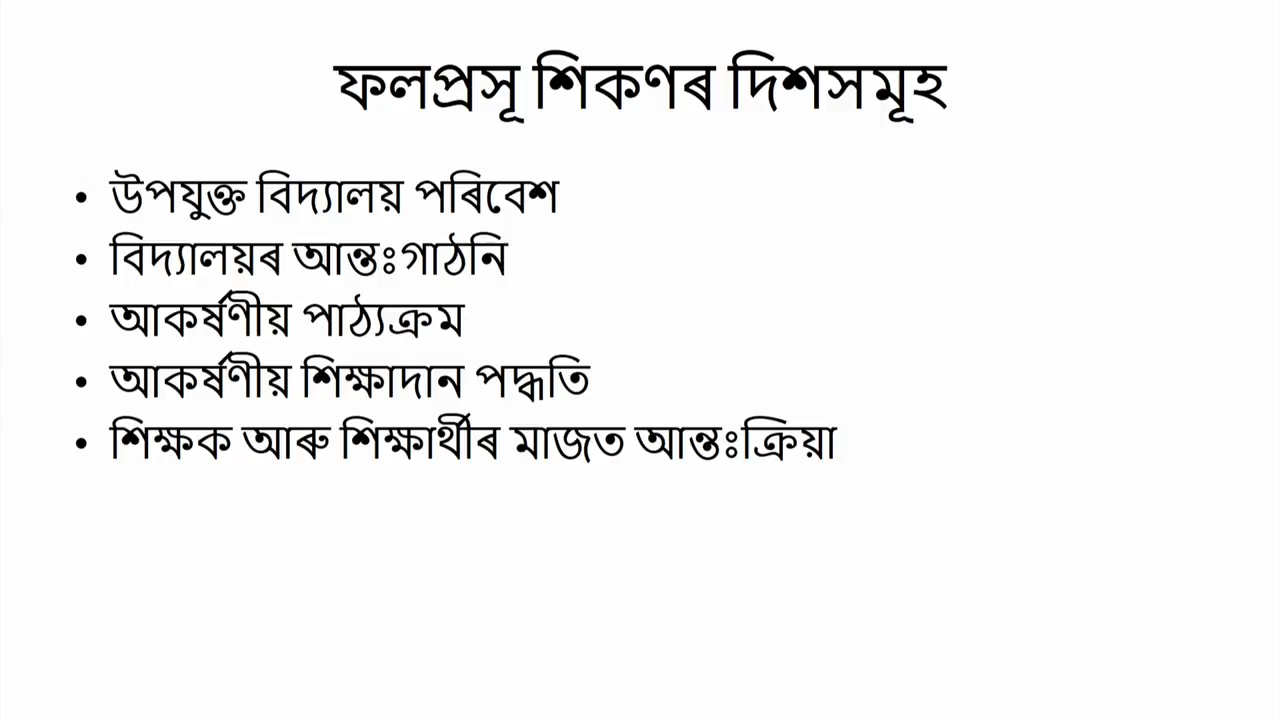 ফলপ্ৰসূ শিকণৰ দিশসমূহ
• উপযুক্ত বিদ্যালয় পৰিবেশ
• বিদ্যালয়ৰ আন্তঃগাঠনি
• আকৰ্ষণীয় পাঠ্যক্ৰম
• আকৰ্ষণীয় শিক্ষাদান পদ্ধতি
• শিক্ষক আৰু শিক্ষাৰ্থীৰ মাজত আন্তঃক্ৰিয়া